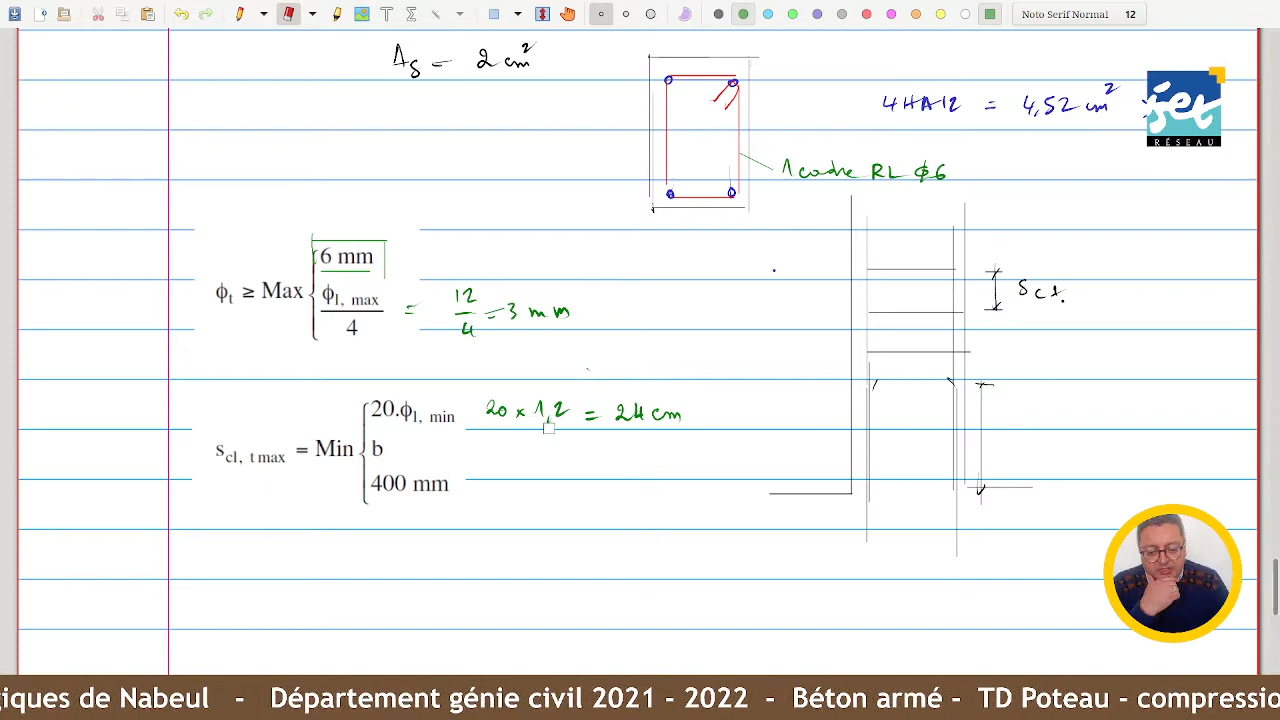 Noto Serif Normal 12
As = 2 cm²
4HA12 = 4,52 cm²
iset
RÉSEAU
1 cadre RL φ6
ϕt ≥ Max { 6 mm
ϕl, max / 4 = 12/4 = 3 mm
s c t.
scl, t max = Min { 20.ϕl, min 20 × 1,2 = 24 cm
b
400 mm
giques de Nabeul - Département génie civil 2021 - 2022 - Béton armé - TD Poteau - compressio